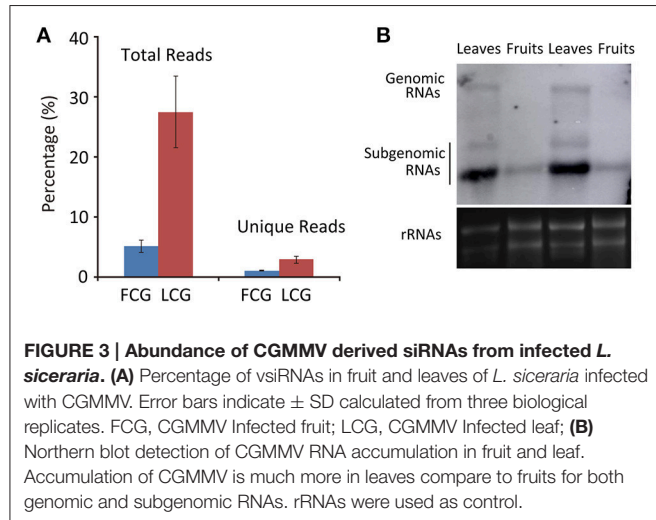 A
40
30
20
10
0
Percentage (%)
Total Reads
Unique Reads
FCG LCG
FCG LCG
B
Leaves Fruits Leaves Fruits
Genomic
RNAs
Subgenomic
RNAs
rRNAs
FIGURE 3 | Abundance of CGMMV derived siRNAs from infected L.
siceraria. (A) Percentage of vsiRNAs in fruit and leaves of L. siceraria infected
with CGMMV. Error bars indicate ± SD calculated from three biological
replicates. FCG, CGMMV Infected fruit; LCG, CGMMV Infected leaf; (B)
Northern blot detection of CGMMV RNA accumulation in fruit and leaf.
Accumulation of CGMMV is much more in leaves compare to fruits for both
genomic and subgenomic RNAs. rRNAs were used as control.